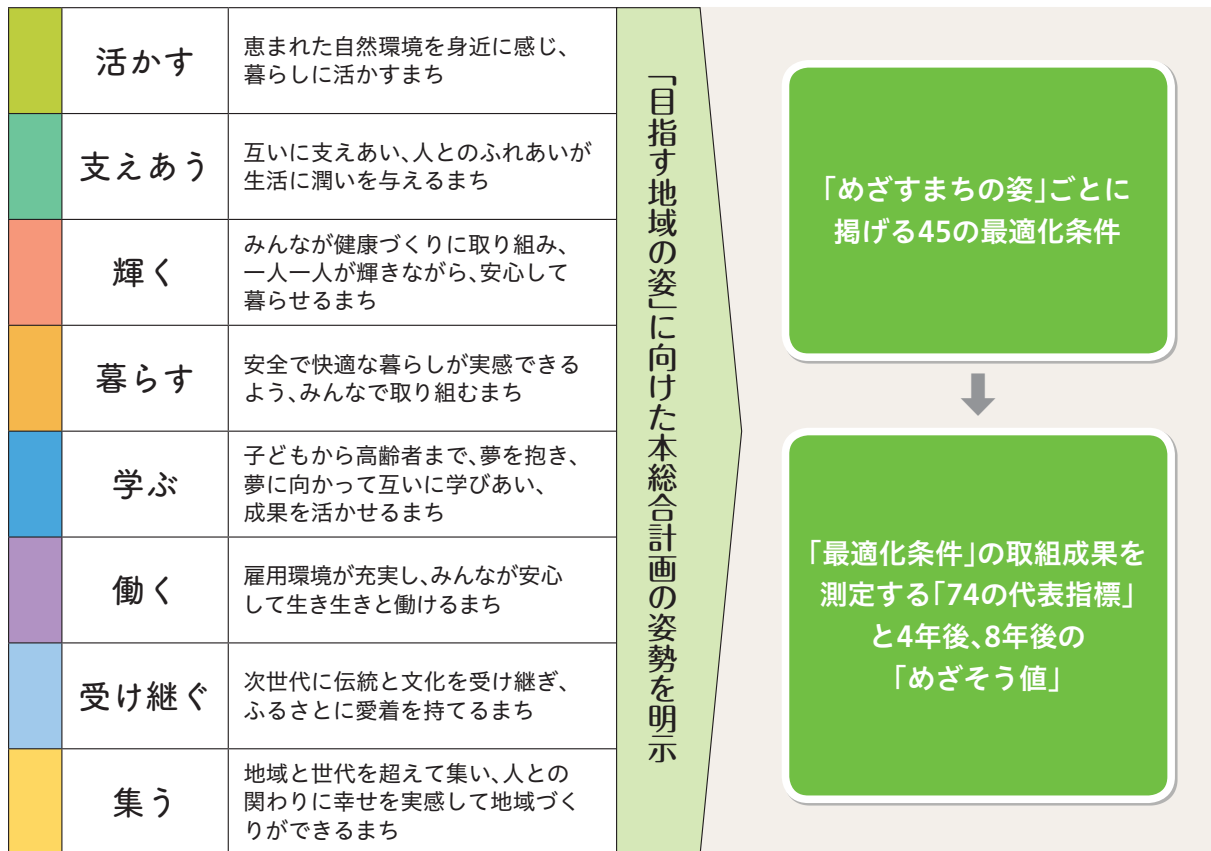 活かす
恵まれた自然環境を身近に感じ、
暮らしに活かすまち
支えあう
互いに支えあい、人とのふれあいが
生活に潤いを与えるまち
輝く
みんなが健康づくりに取り組み、
一人一人が輝きながら、安心して
暮らせるまち
暮らす
安全で快適な暮らしが実感できる
よう、みんなで取り組むまち
学ぶ
子どもから高齢者まで、夢を抱き、
夢に向かって互いに学びあい、
成果を活かせるまち
働く
雇用環境が充実し、みんなが安心
して生き生きと働けるまち
受け継ぐ
次世代に伝統と文化を受け継ぎ、
ふるさとに愛着を持てるまち
集う
地域と世代を超えて集い、人との
関わりに幸せを実感して地域づく
りができるまち
「目指す地域の姿」に向けた本総合計画の姿勢を明示
「めざすまちの姿」ごとに
掲げる45の最適化条件
「最適化条件」の取組成果を
測定する「74の代表指標」
と4年後、8年後の
「めざそう値」